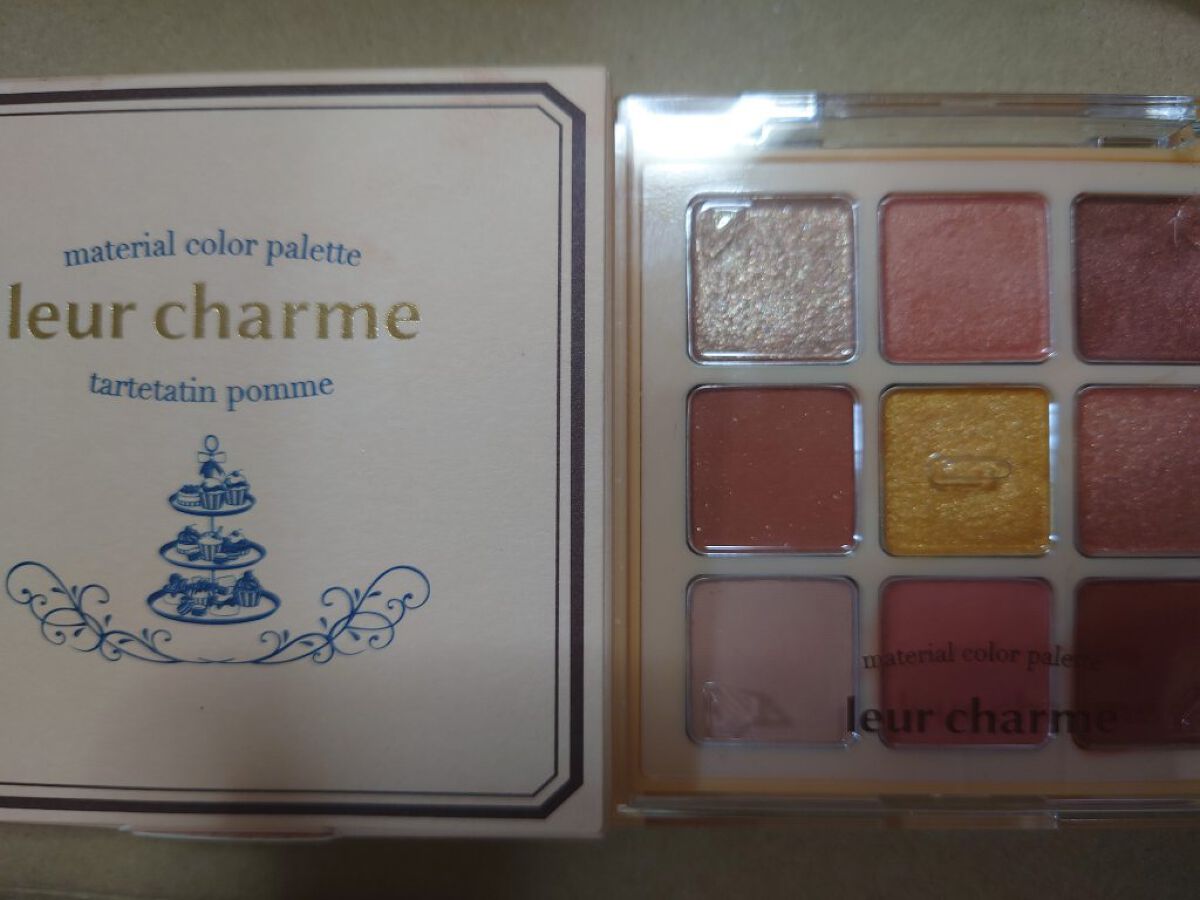 material color palette
leur charme
tartetatin pomme
material color palette
leur charme